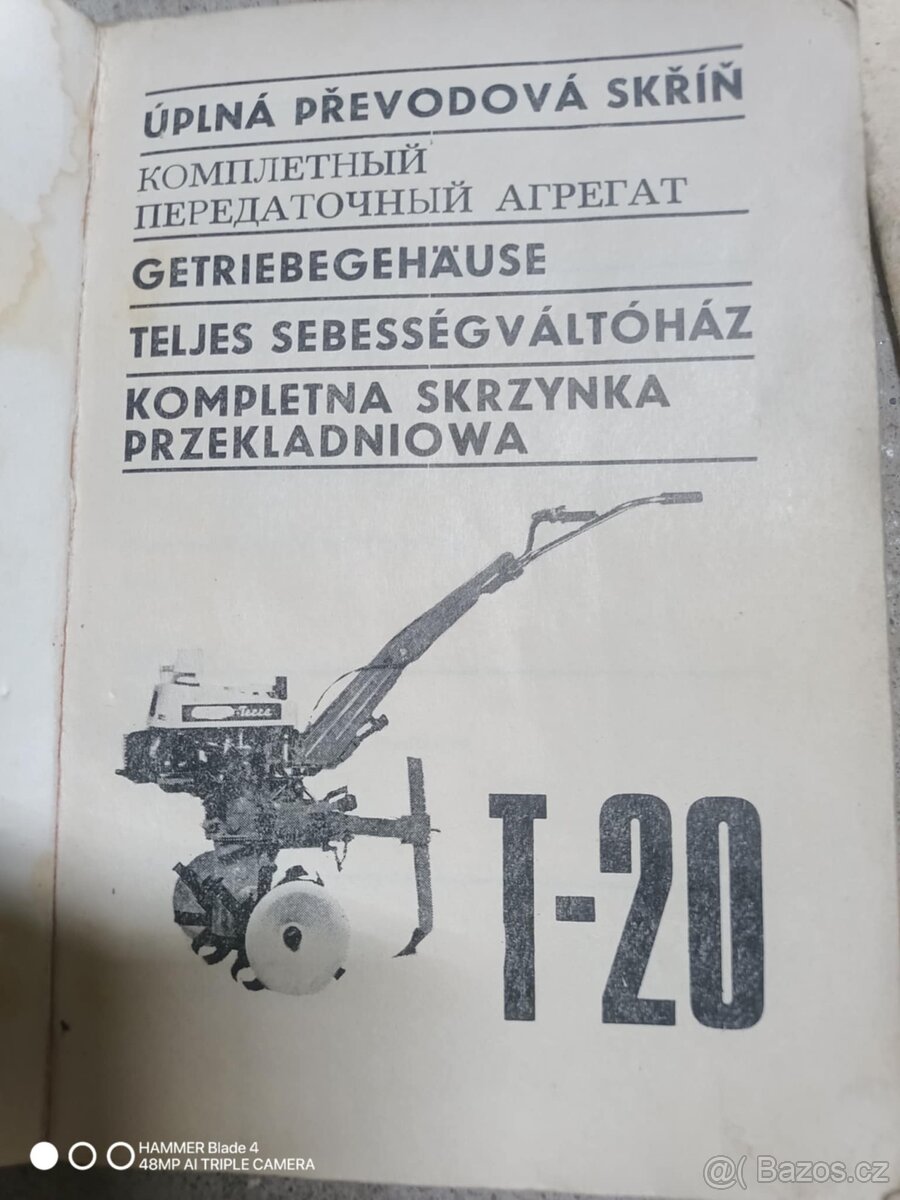 ÚPLNÁ PŘEVODOVÁ SKŘÍŇ
КОМПЛЕТНЫЙ
ПЕРЕДАТОЧНЫЙ АГРЕГАТ
GETRIEBEGEHÄUSE
TELJES SEBESSÉGVÁLTÓHÁZ
KOMPLETNA SKRZYNKA
PRZEKLADNIOWA
Terra
T-20
HAMMER Blade 4
48MP AI TRIPLE CAMERA
@( Bazos.cz